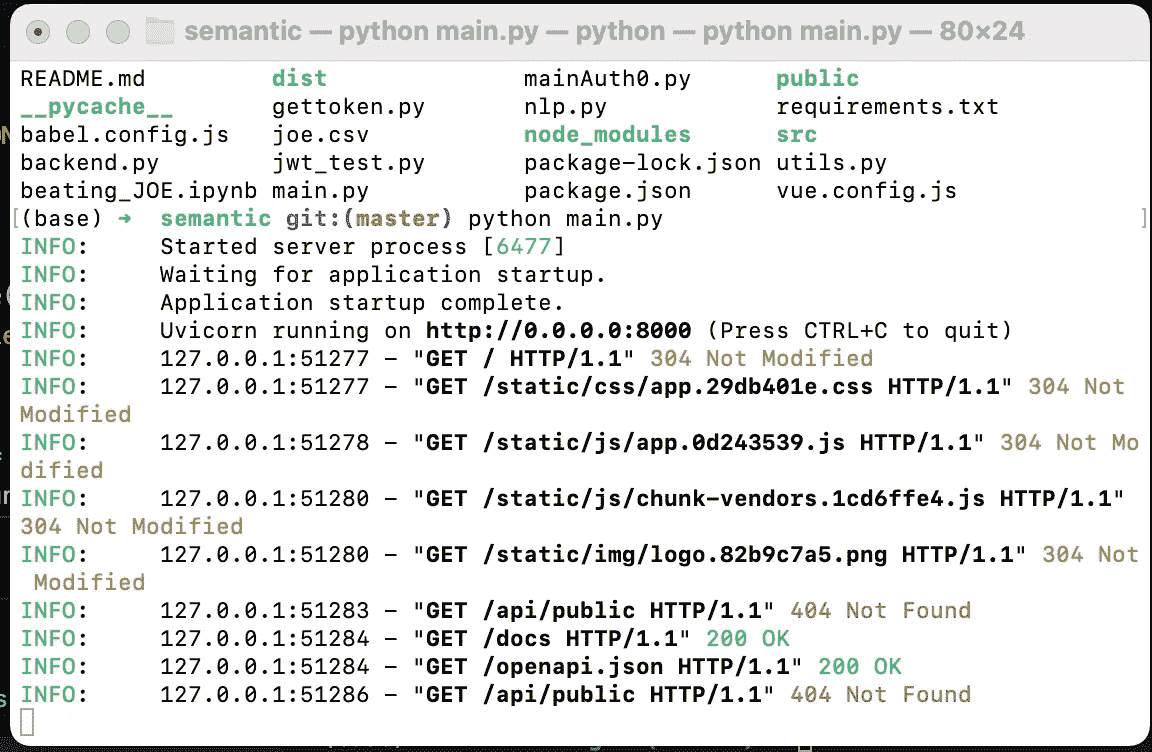 semantic — python main.py — python — python main.py — 80×24
README.md dist mainAuth0.py public
__pycache__ gettoken.py nlp.py requirements.txt
babel.config.js joe.csv node_modules src
backend.py jwt_test.py package-lock.json utils.py
beating_JOE.ipynb main.py package.json vue.config.js
[(base) ➜ semantic git:(master) python main.py ]
INFO: Started server process [6477]
INFO: Waiting for application startup.
INFO: Application startup complete.
INFO: Uvicorn running on http://0.0.0.0:8000 (Press CTRL+C to quit)
INFO: 127.0.0.1:51277 - "GET / HTTP/1.1" 304 Not Modified
INFO: 127.0.0.1:51277 - "GET /static/css/app.29db401e.css HTTP/1.1" 304 Not
Modified
INFO: 127.0.0.1:51278 - "GET /static/js/app.0d243539.js HTTP/1.1" 304 Not Mo
dified
INFO: 127.0.0.1:51280 - "GET /static/js/chunk-vendors.1cd6ffe4.js HTTP/1.1"
304 Not Modified
INFO: 127.0.0.1:51280 - "GET /static/img/logo.82b9c7a5.png HTTP/1.1" 304 Not
Modified
INFO: 127.0.0.1:51283 - "GET /api/public HTTP/1.1" 404 Not Found
INFO: 127.0.0.1:51284 - "GET /docs HTTP/1.1" 200 OK
INFO: 127.0.0.1:51284 - "GET /openapi.json HTTP/1.1" 200 OK
INFO: 127.0.0.1:51286 - "GET /api/public HTTP/1.1" 404 Not Found